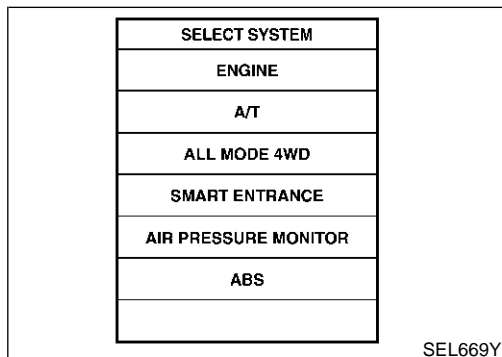 SELECT SYSTEM
ENGINE
A/T
ALL MODE 4WD
SMART ENTRANCE
AIR PRESSURE MONITOR
ABS
SEL669Y